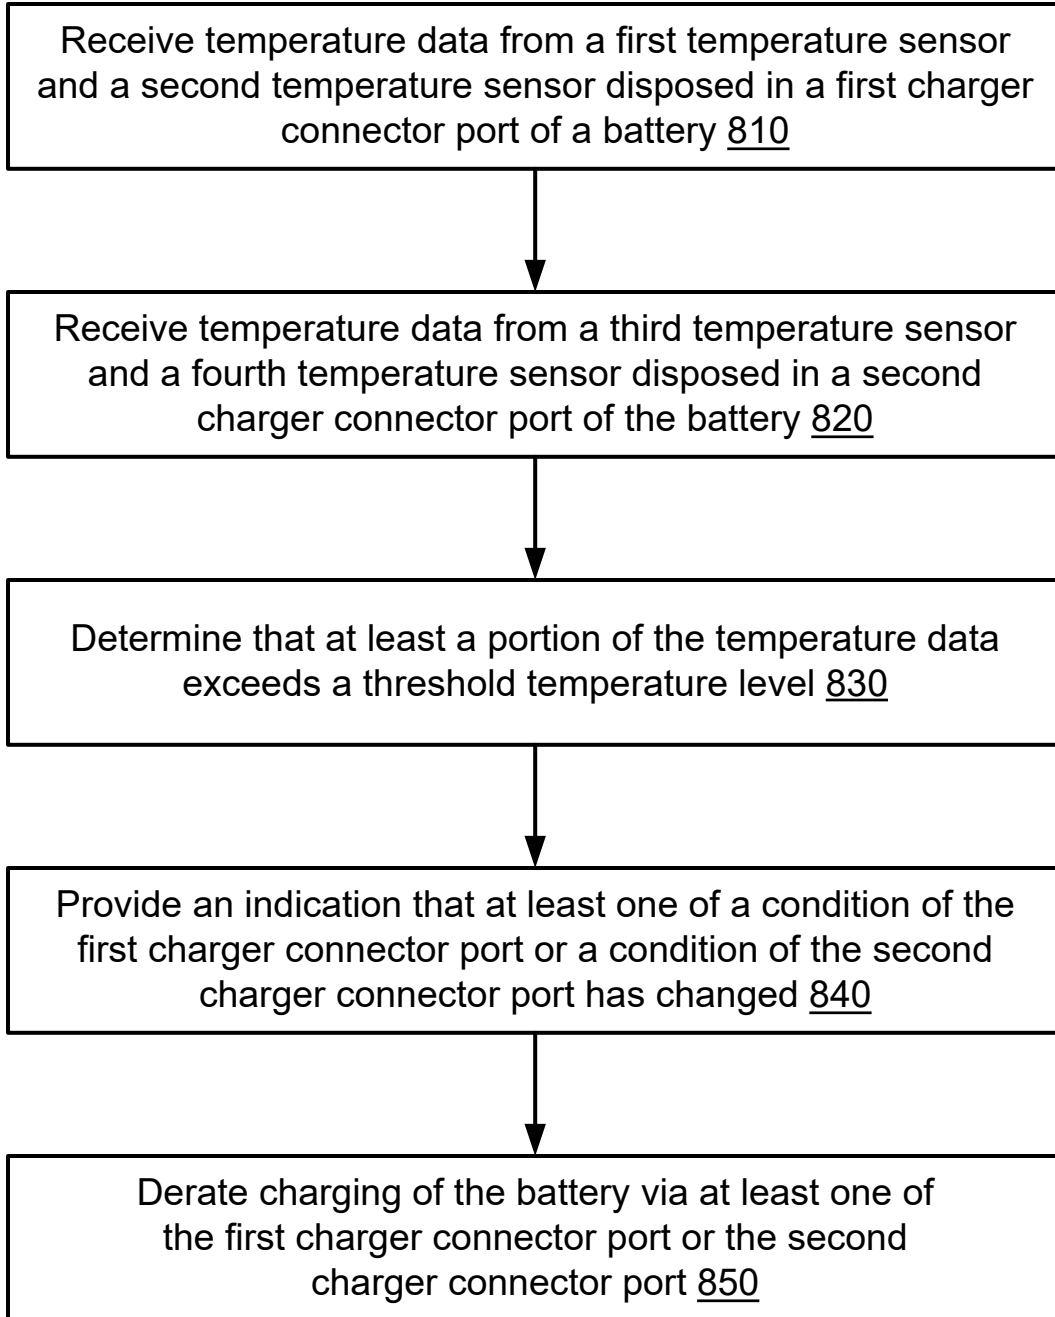 Receive temperature data from a first temperature sensor
and a second temperature sensor disposed in a first charger
connector port of a battery 810
Receive temperature data from a third temperature sensor
and a fourth temperature sensor disposed in a second
charger connector port of the battery 820
Determine that at least a portion of the temperature data
exceeds a threshold temperature level 830
Provide an indication that at least one of a condition of the
first charger connector port or a condition of the second
charger connector port has changed 840
Derate charging of the battery via at least one of
the first charger connector port or the second
charger connector port 850